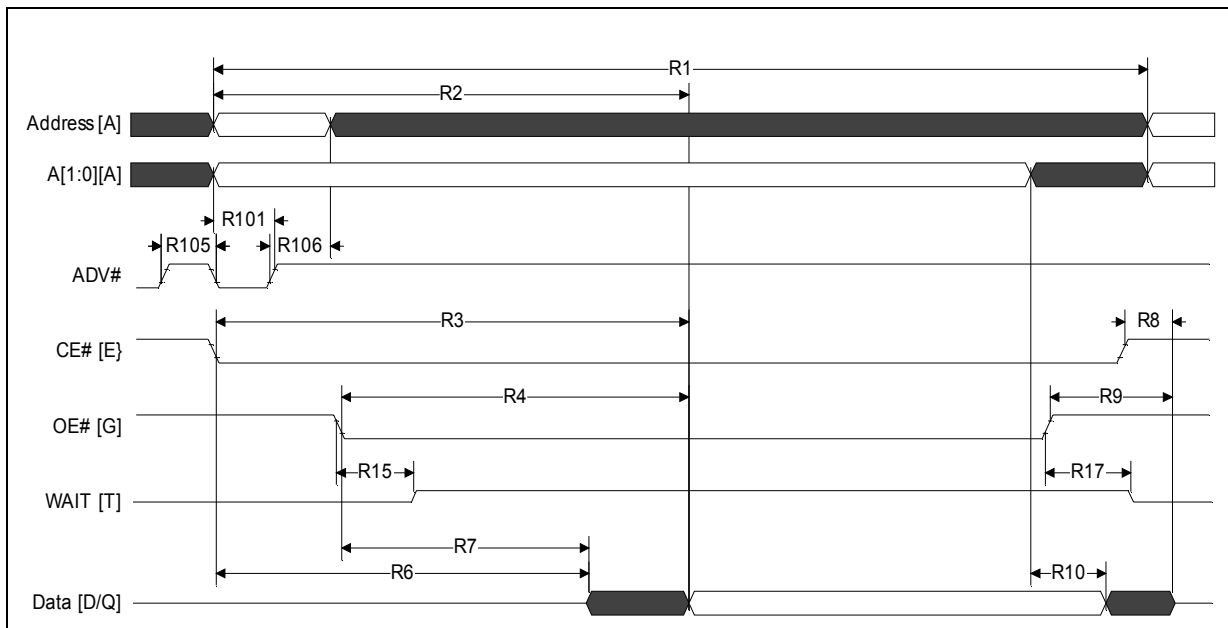 R1
R2
Address [A]
A[1:0][A]
R101
R105
R106
ADV#
R3
R8
CE# [E}
R4
R9
OE# [G]
R15
R17
WAIT [T]
R7
R6
R10
Data [D/Q]